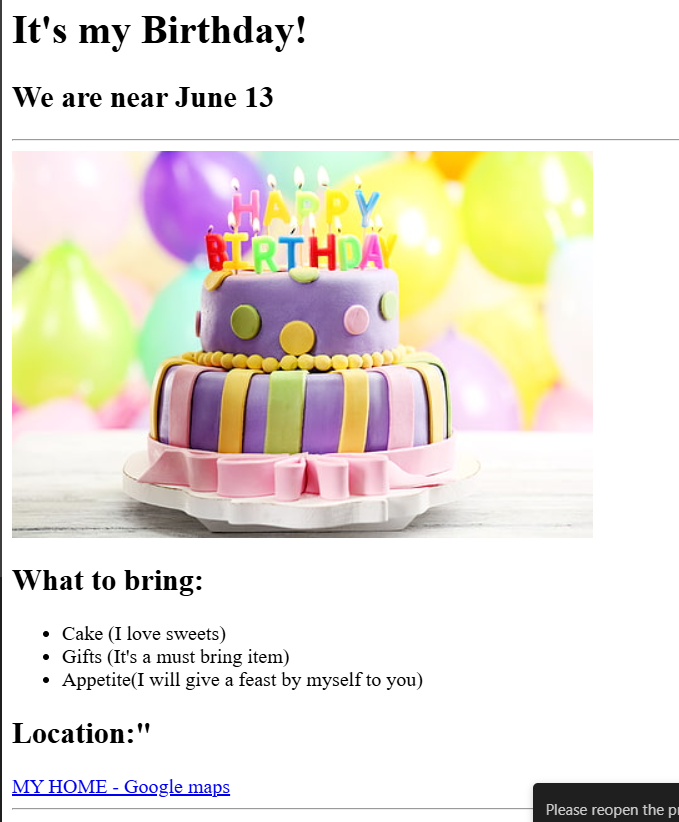 It's my Birthday!
We are near June 13
HAPPY
BIRTHDAY
What to bring:
Cake (I love sweets)
Gifts (It's a must bring item)
Appetite(I will give a feast by myself to you)
Location:"
MY HOME - Google maps
Please reopen the